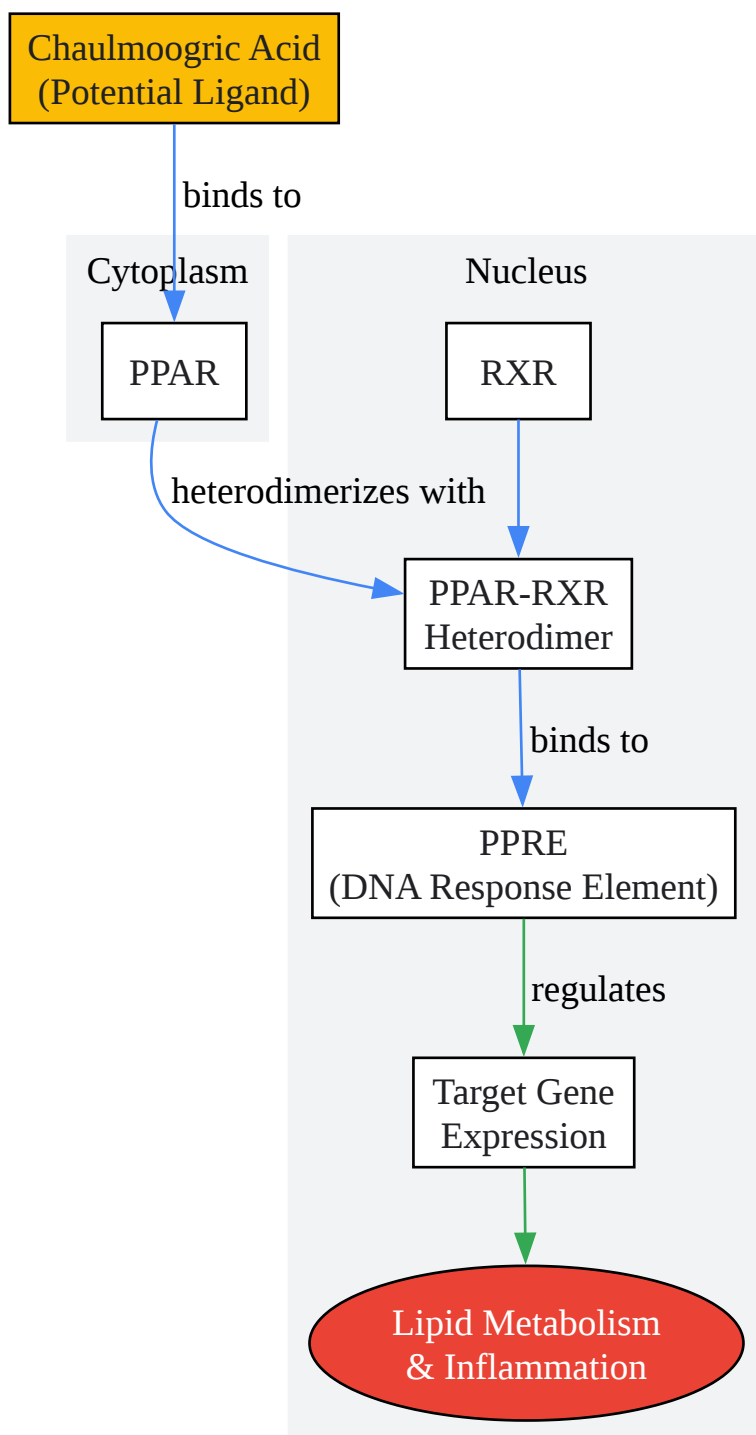 Chaulmoogric Acid
(Potential Ligand)
binds to
Cytoplasm
Nucleus
PPAR
RXR
heterodimerizes with
PPAR-RXR
Heterodimer
binds to
PPRE
(DNA Response Element)
regulates
Target Gene
Expression
Lipid Metabolism
& Inflammation